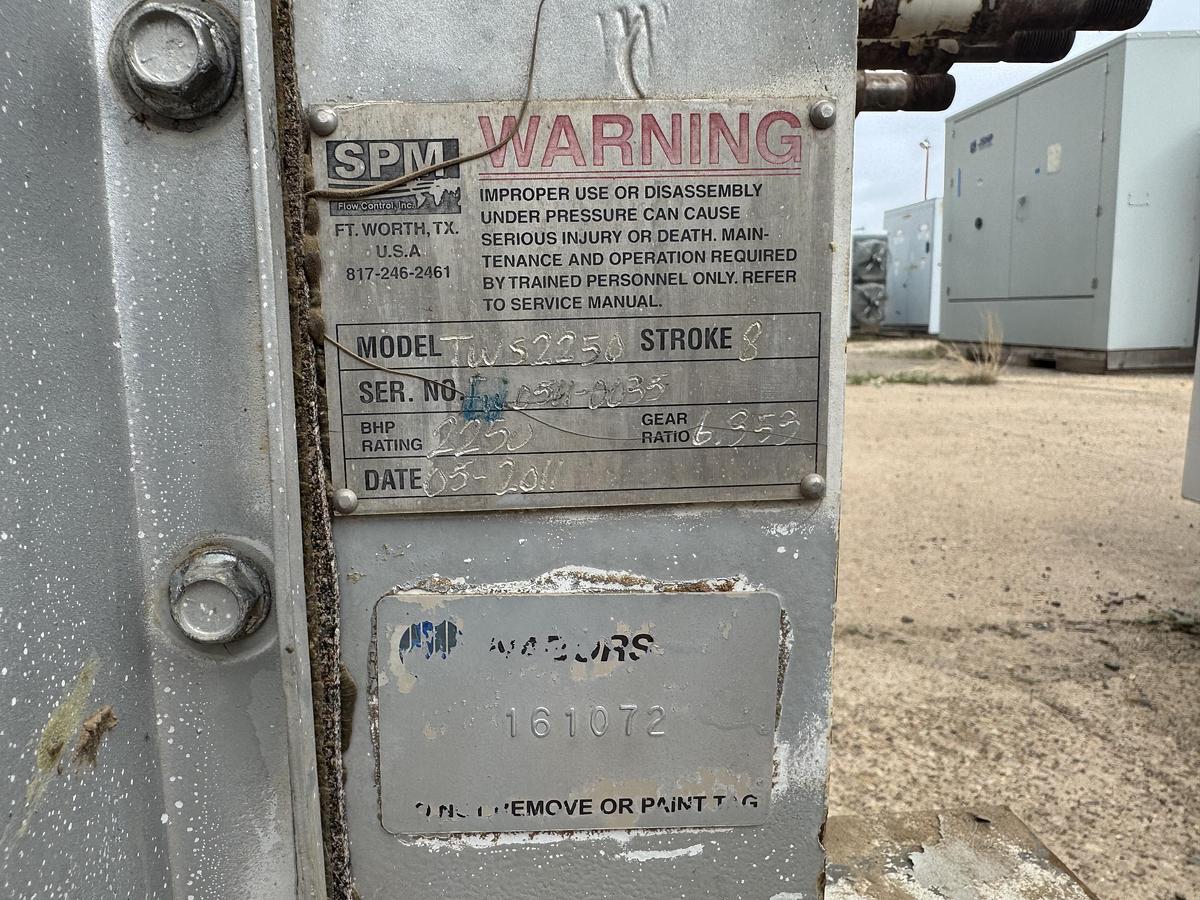 SPM
Flow Control, Inc.
FT. WORTH, TX.
U.S.A
817-246-2461
WARNING
IMPROPER USE OR DISASSEMBLY
UNDER PRESSURE CAN CAUSE
SERIOUS INJURY OR DEATH. MAIN-
TENANCE AND OPERATION REQUIRED
BY TRAINED PERSONNEL ONLY. REFER
TO SERVICE MANUAL.
MODEL TWS2250 STROKE 8
SER. NO.
BHP RATING 2250 GEAR RATIO 6.353
DATE 05-2011
NABORS
161072
REMOVE OR PAINT TAG